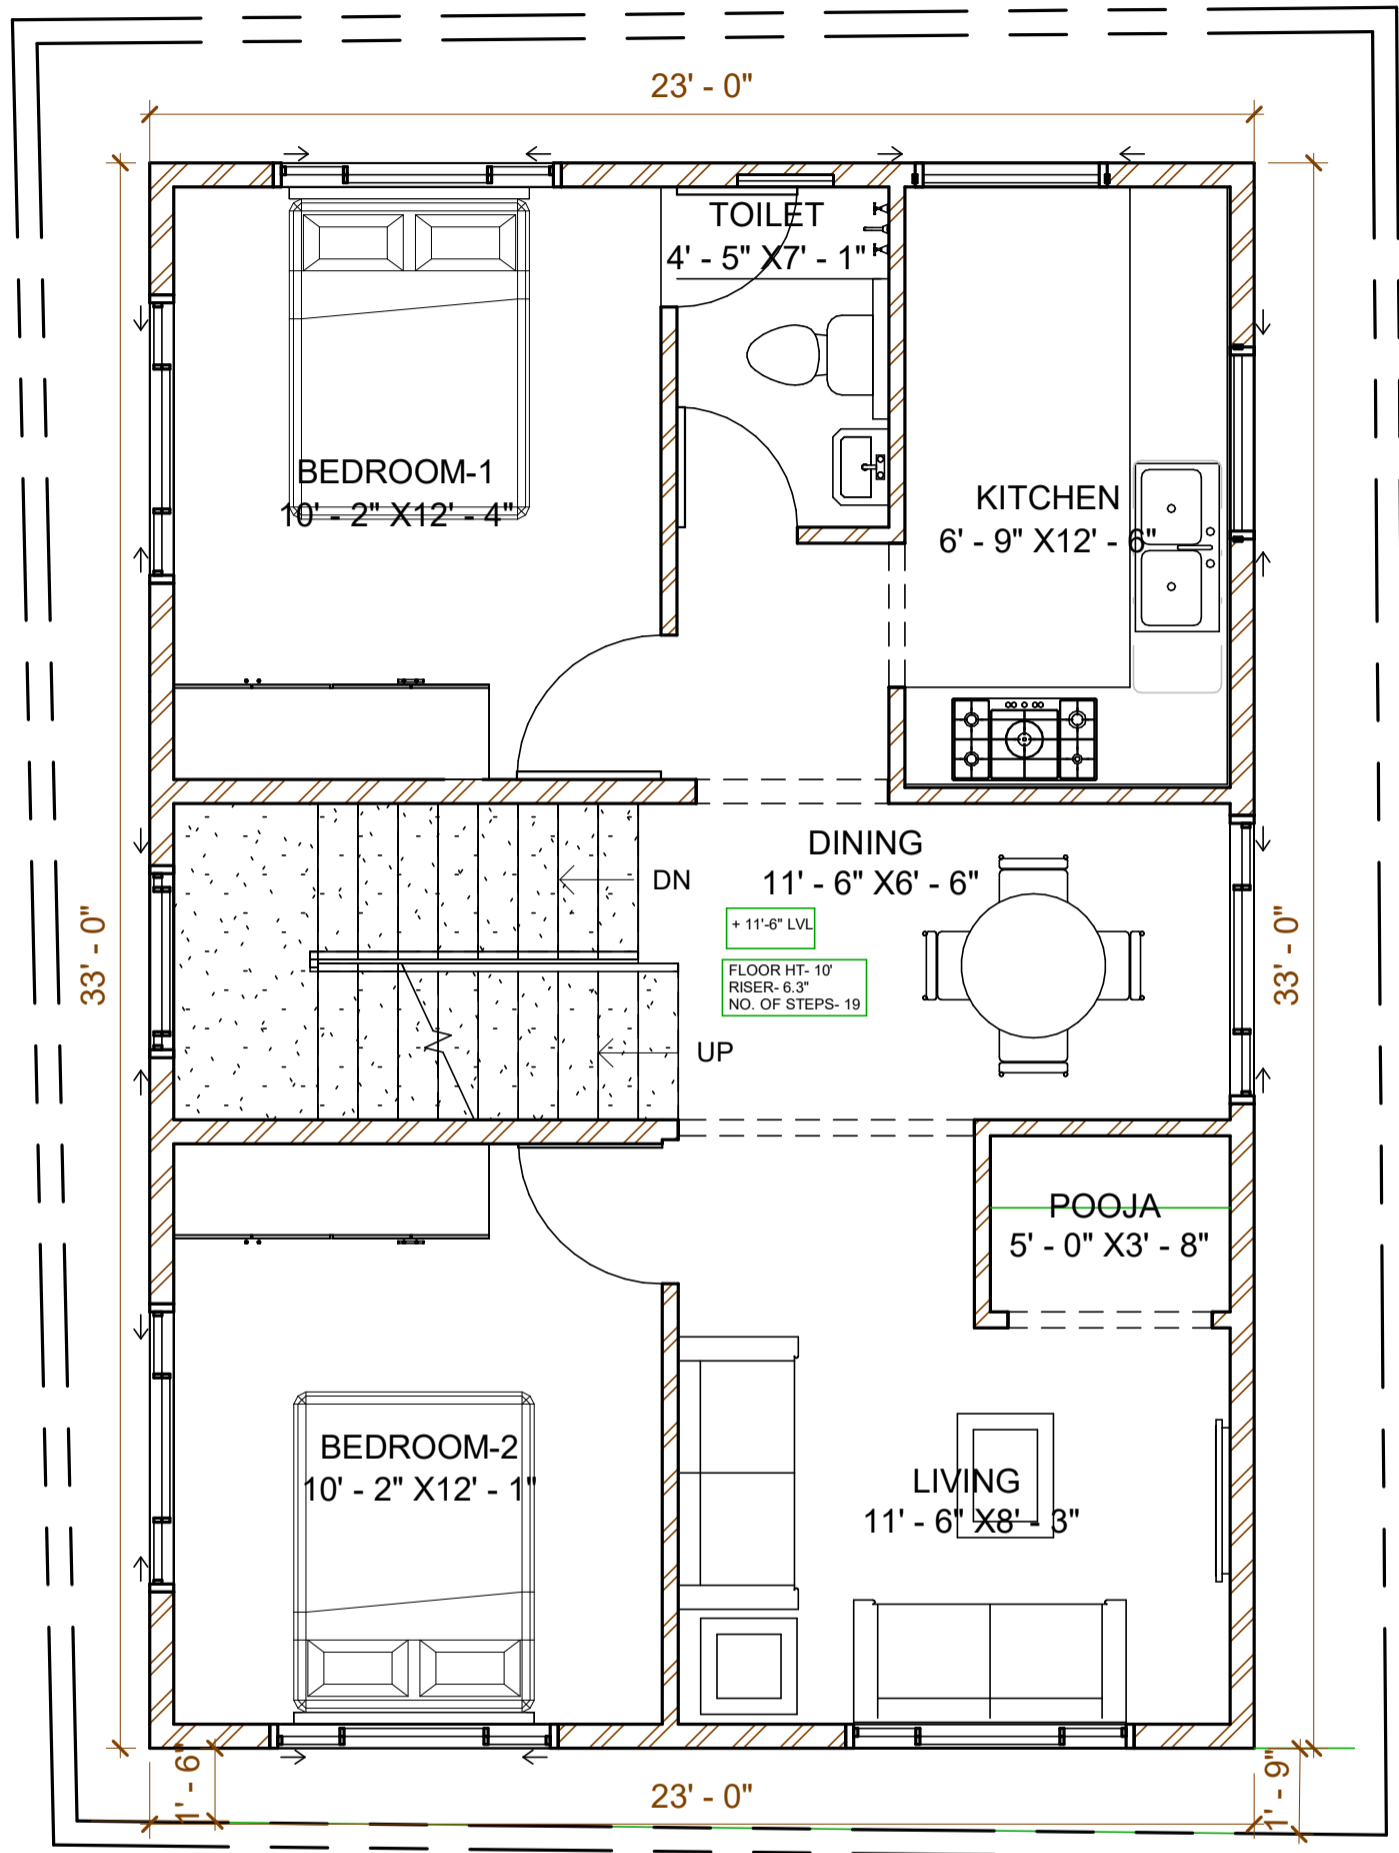 23' - 0"
TOILET
4' - 5" X7' - 1"
BEDROOM-1
10' - 2" X12' - 4"
KITCHEN
6' - 9" X12' - 6"
DINING
11' - 6" X6' - 6"
DN
+ 11'-6" LVL
FLOOR HT- 10'
RISER- 6.3"
NO. OF STEPS- 19
33' - 0"
33' - 0"
UP
POOJA
5' - 0" X3' - 8"
BEDROOM-2
10' - 2" X12' - 1"
LIVING
11' - 6" X8' - 3"
1' - 6"
23' - 0"
1' - 9"